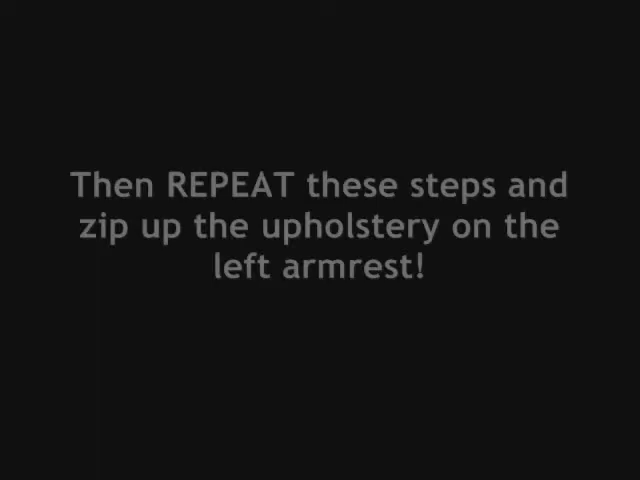 Then REPEAT these steps and
zip up the upholstery on the
left armrest!